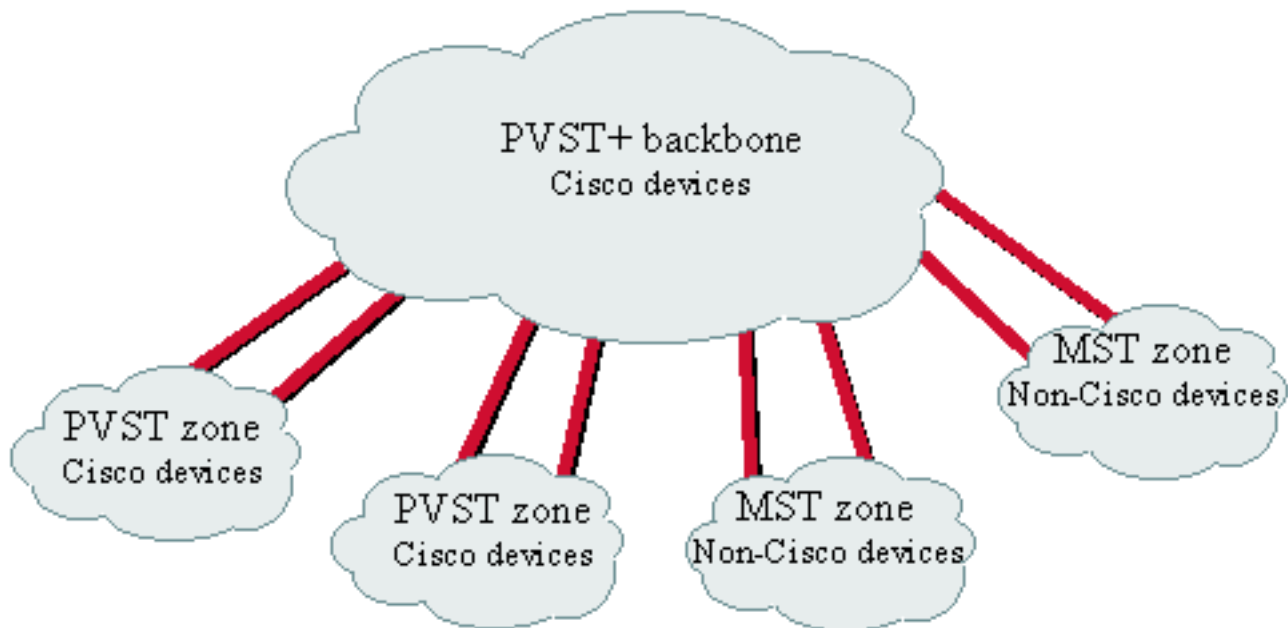 PVST+ backbone
Cisco devices
PVST zone
Cisco devices
PVST zone
Cisco devices
MST zone
Non-Cisco devices
MST zone
Non-Cisco devices